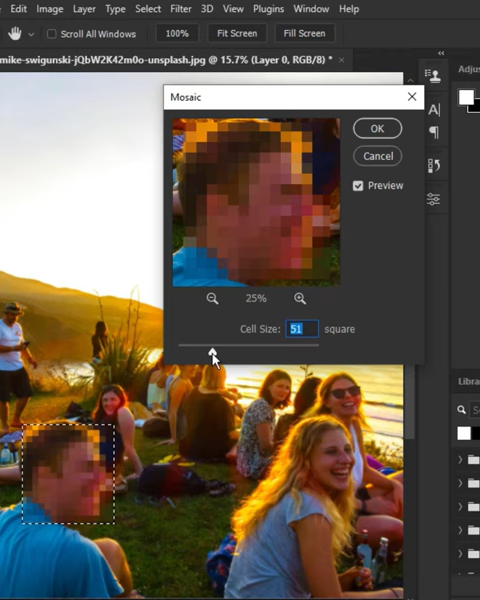 Edit Image Layer Type Select Filter 3D View Plugins Window Help
Scroll All Windows 100% Fit Screen Fill Screen
mike-swigunski-jQbW2K42m0o-unsplash.jpg @ 15.7% (Layer 0, RGB/8) * ×
Adjus
Mosaic
OK
Cancel
Preview
25%
Cell Size: 51 square
Libra
Se